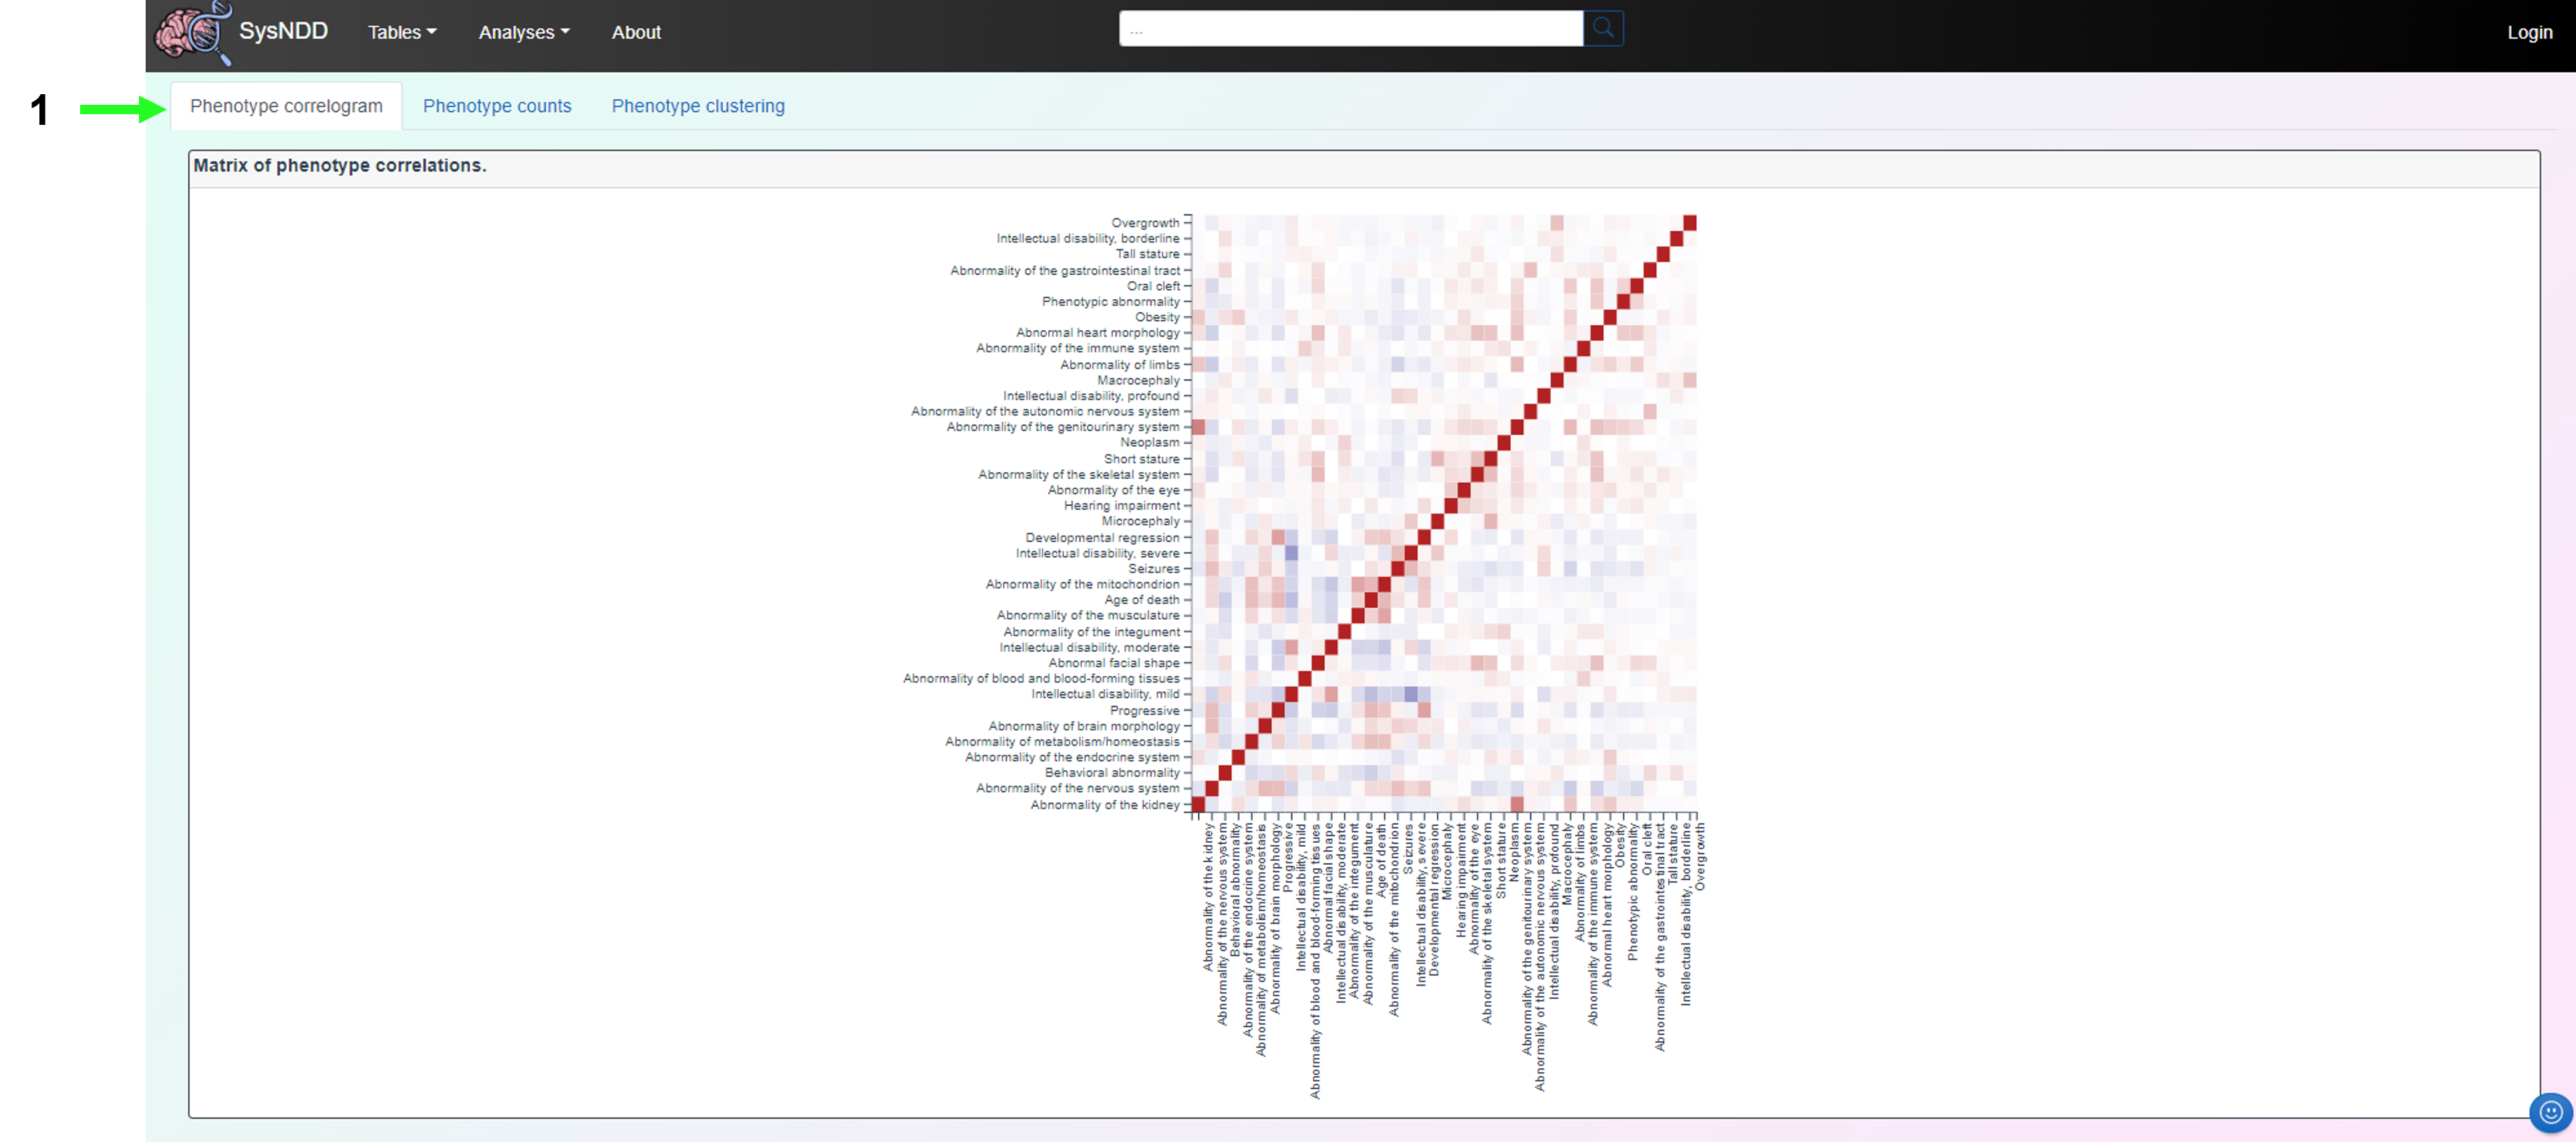 SysNDD Tables Analyses About ... Login
1 Phenotype correlogram Phenotype counts Phenotype clustering
Matrix of phenotype correlations.
Overgrowth
Intellectual disability, borderline
Tall stature
Abnormality of the gastrointestinal tract
Oral cleft
Phenotypic abnormality
Obesity
Abnormal heart morphology
Abnormality of the immune system
Abnormality of limbs
Macrocephaly
Intellectual disability, profound
Abnormality of the autonomic nervous system
Abnormality of the genitourinary system
Neoplasm
Short stature
Abnormality of the skeletal system
Abnormality of the eye
Hearing impairment
Microcephaly
Developmental regression
Intellectual disability, severe
Seizures
Abnormality of the mitochondrion
Age of death
Abnormality of the musculature
Abnormality of the integument
Intellectual disability, moderate
Abnormal facial shape
Abnormality of blood and blood-forming tissues
Intellectual disability, mild
Progressive
Abnormality of brain morphology
Abnormality of metabolism/homeostasis
Abnormality of the endocrine system
Behavioral abnormality
Abnormality of the nervous system
Abnormality of the kidney
Abnormality of the kidney
Abnormality of the nervous system
Behavioral abnormality
Abnormality of the endocrine system
Abnormality of metabolism/homeostasis
Abnormality of brain morphology
Progressive
Intellectual disability, mild
Abnormality of blood and blood-forming tissues
Abnormal facial shape
Intellectual disability, moderate
Abnormality of the integument
Abnormality of the musculature
Age of death
Abnormality of the mitochondrion
Seizures
Intellectual disability, severe
Developmental regression
Microcephaly
Hearing impairment
Abnormality of the eye
Abnormality of the skeletal system
Short stature
Neoplasm
Abnormality of the genitourinary system
Abnormality of the autonomic nervous system
Intellectual disability, profound
Macrocephaly
Abnormality of limbs
Abnormality of the immune system
Abnormal heart morphology
Obesity
Phenotypic abnormality
Oral cleft
Abnormality of the gastrointestinal tract
Tall stature
Intellectual disability, borderline
Overgrowth